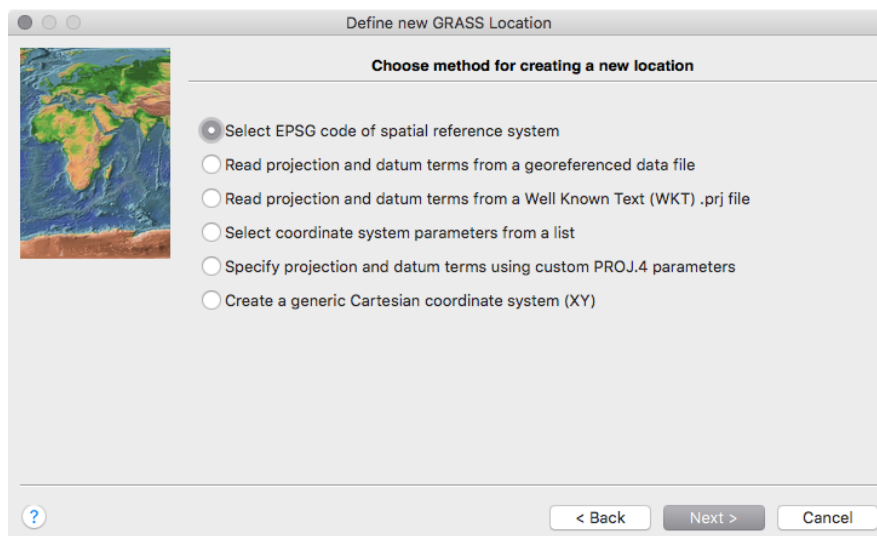 Define new GRASS Location
Choose method for creating a new location
Select EPSG code of spatial reference system
Read projection and datum terms from a georeferenced data file
Read projection and datum terms from a Well Known Text (WKT) .prj file
Select coordinate system parameters from a list
Specify projection and datum terms using custom PROJ.4 parameters
Create a generic Cartesian coordinate system (XY)
? < Back Next > Cancel